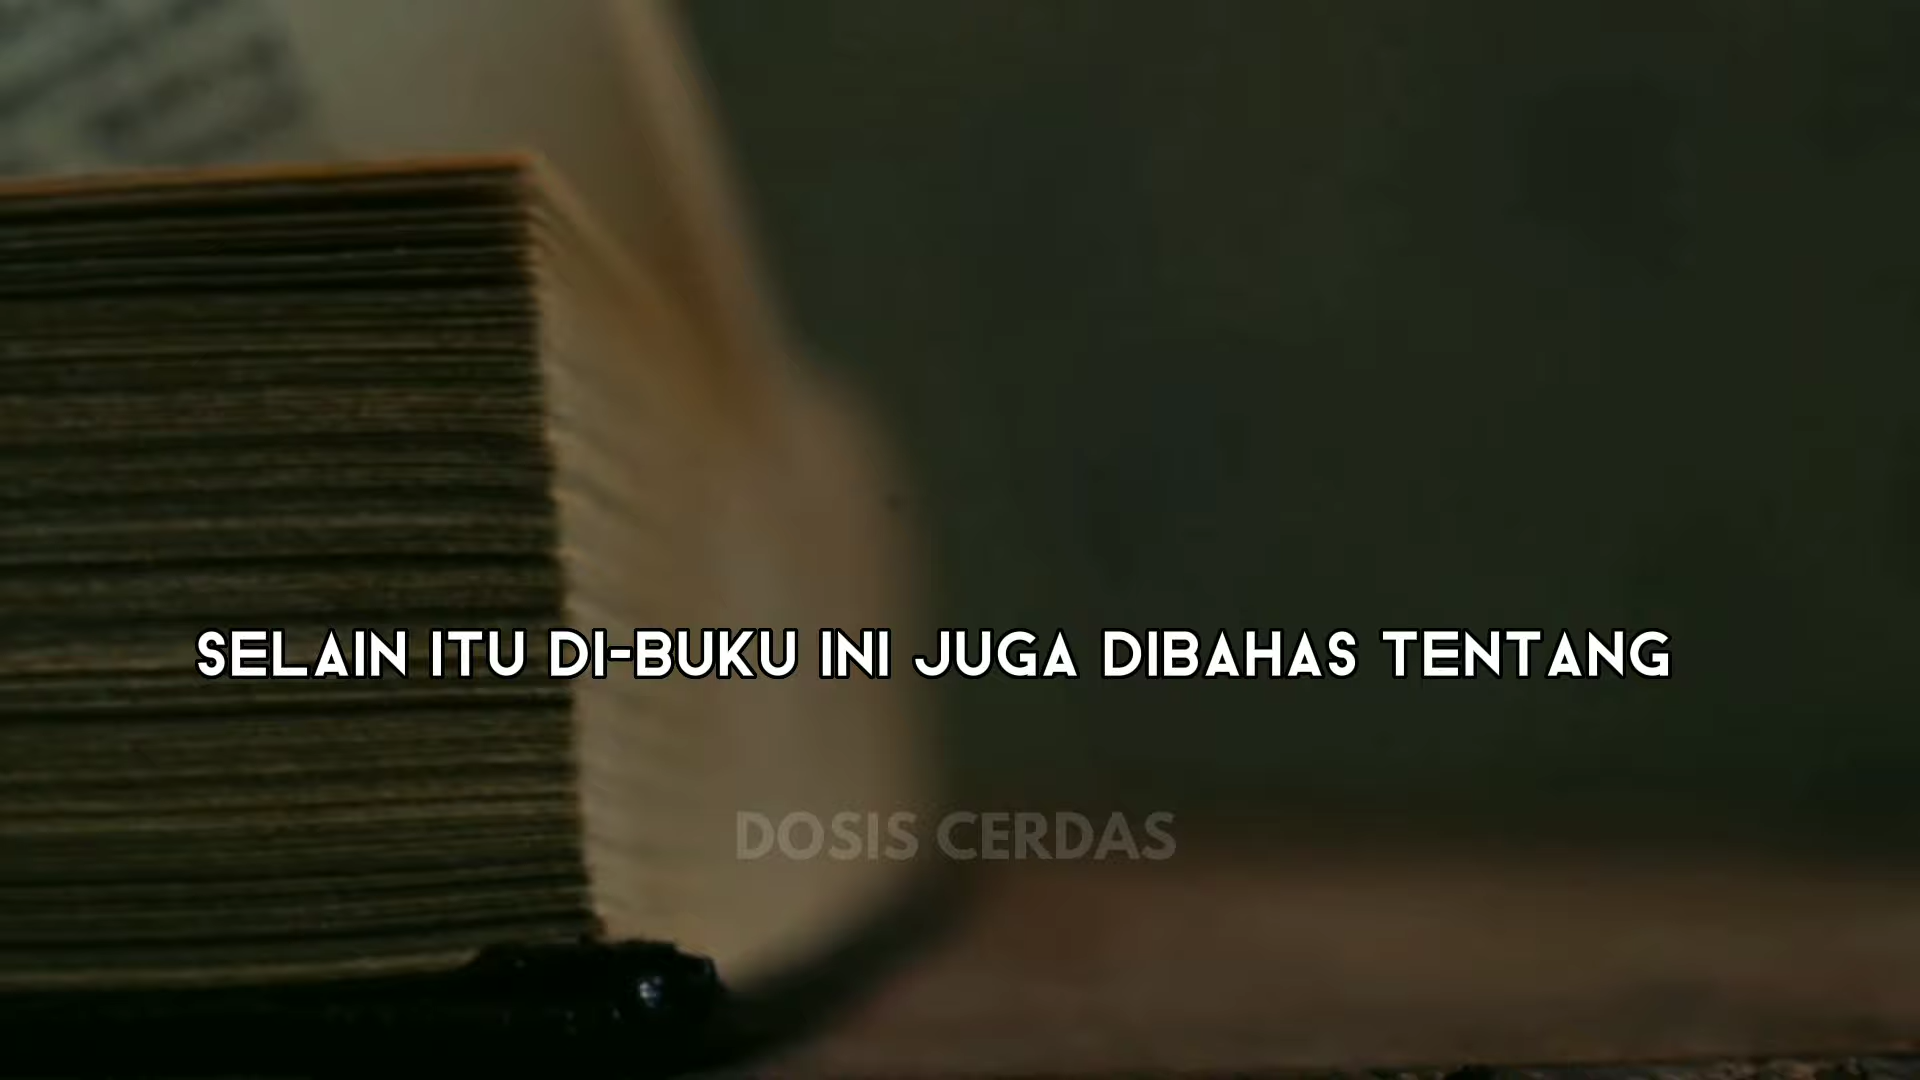 SELAIN ITU DI-BUKU INI JUGA DIBAHAS TENTANG
DOSIS CERDAS